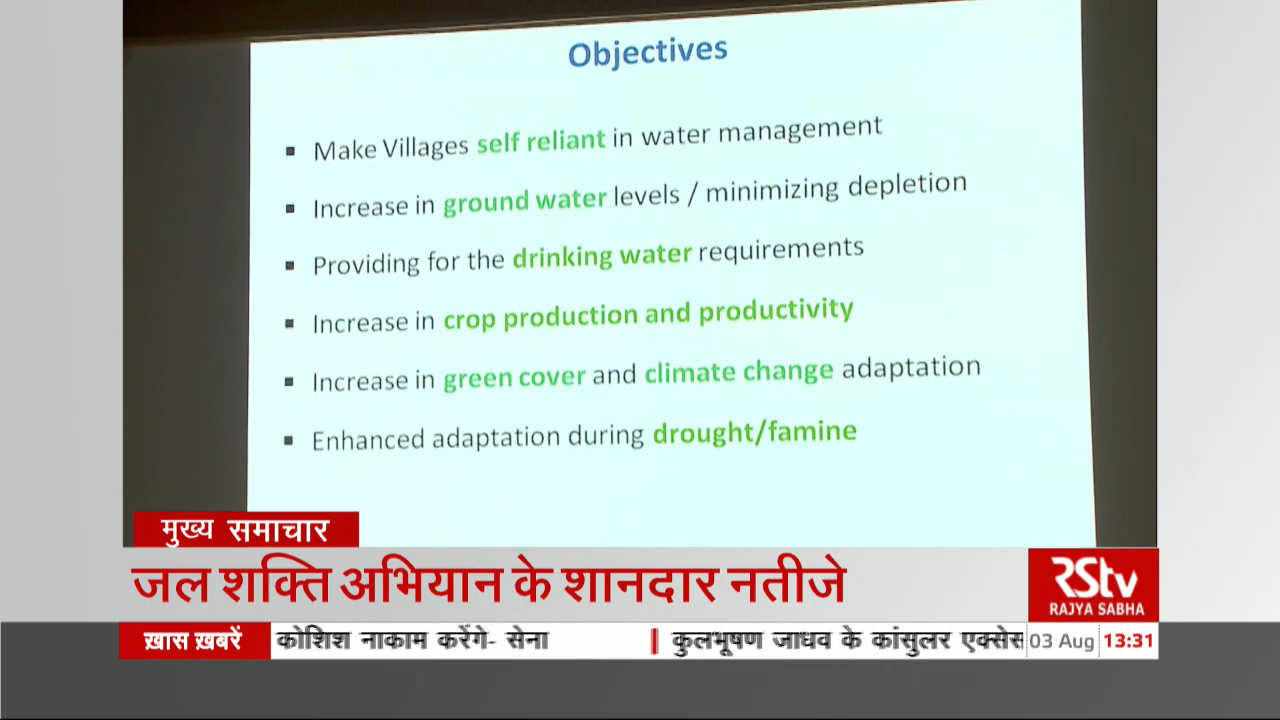 Objectives
▪ Make Villages self reliant in water management
▪ Increase in ground water levels / minimizing depletion
▪ Providing for the drinking water requirements
▪ Increase in crop production and productivity
▪ Increase in green cover and climate change adaptation
▪ Enhanced adaptation during drought/famine
मुख्य समाचार
जल शक्ति अभियान के शानदार नतीजे
RStv
RAJYA SABHA
ख़ास ख़बरें
कोशिश नाकाम करेंगे- सेना
कुलभूषण जाधव के कांसुलर एक्सेस
03 Aug 13:31